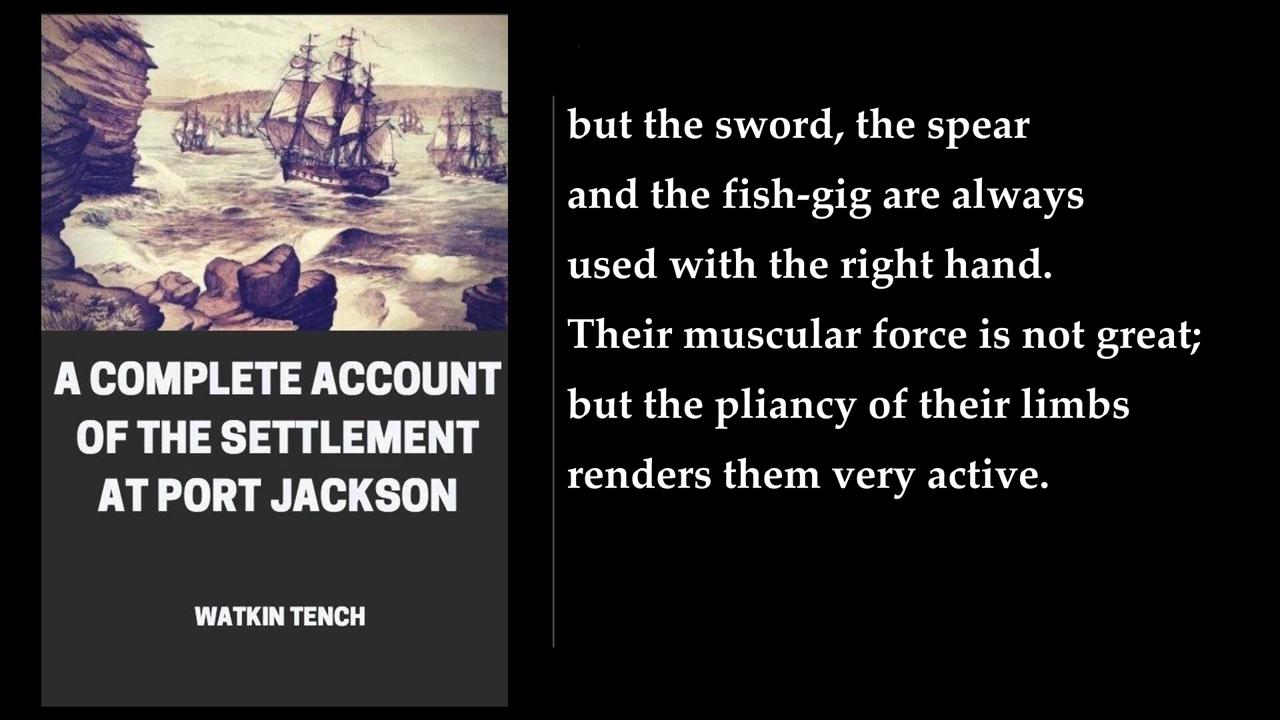 A COMPLETE ACCOUNT
OF THE SETTLEMENT
AT PORT JACKSON
WATKIN TENCH
but the sword, the spear
and the fish-gig are always
used with the right hand.
Their muscular force is not great;
but the pliancy of their limbs
renders them very active.